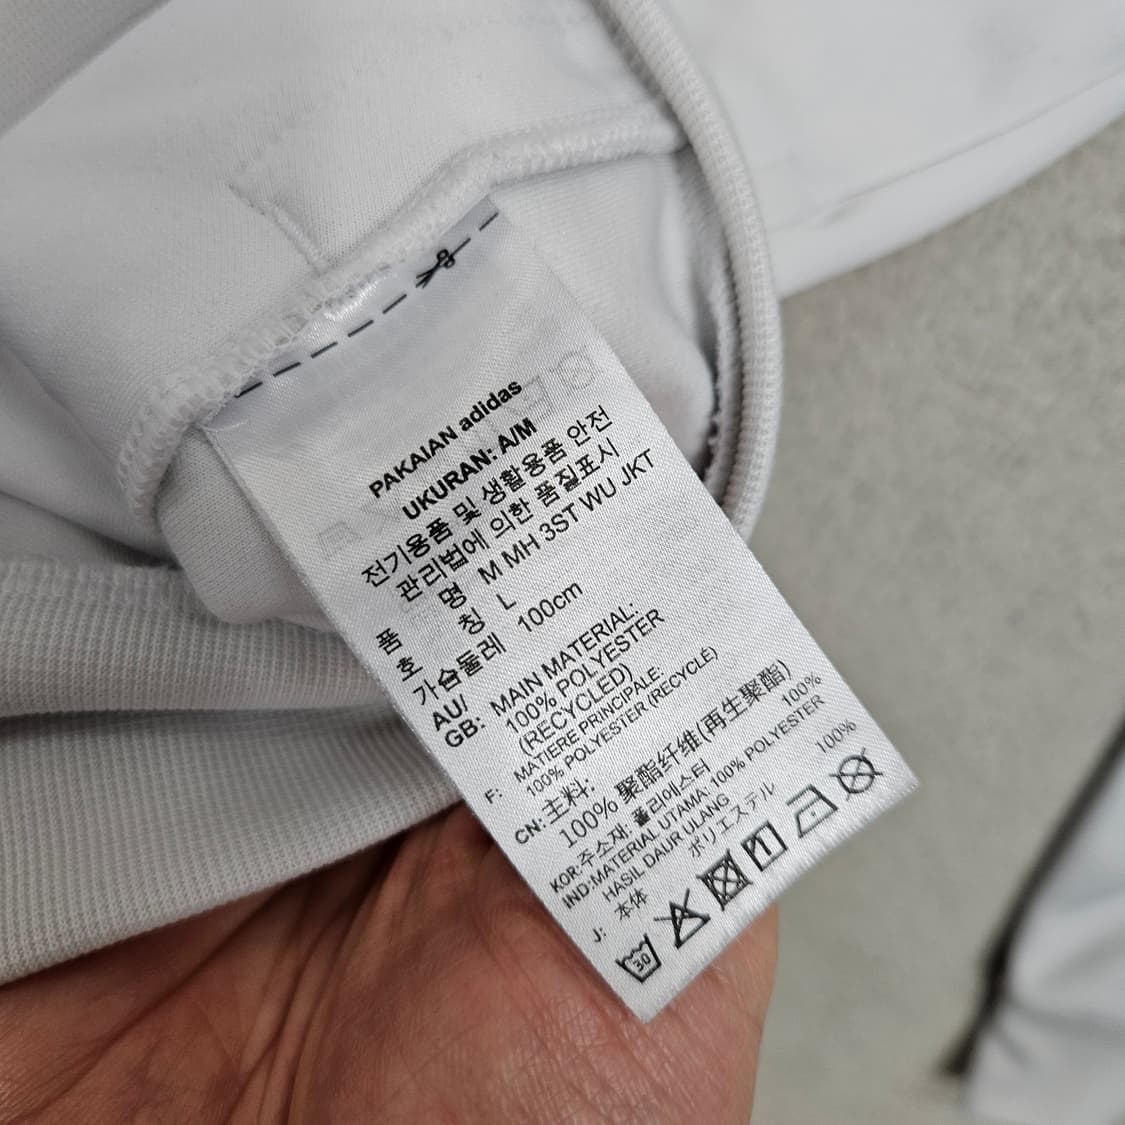 PAKAIAN adidas
UKURAN: A/M
전기용품 및 생활용품 안전
관리법에 의한 품질표시
품 명 M MH 3ST WU JKT
호 칭 L
가슴둘레 100cm
AU/
GB: MAIN MATERIAL:
100% POLYESTER
(RECYCLED)
F: MATIERE PRINCIPALE:
100% POLYESTER (RECYCLÉ)
CN: 主料:
100% 聚酯纤维(再生聚酯)
KOR: 주소재: 폴리에스터 100%
IND: MATERIAL UTAMA: 100% POLYESTER
HASIL DAUR ULANG
J: 本体 ポリエステル 100%
30